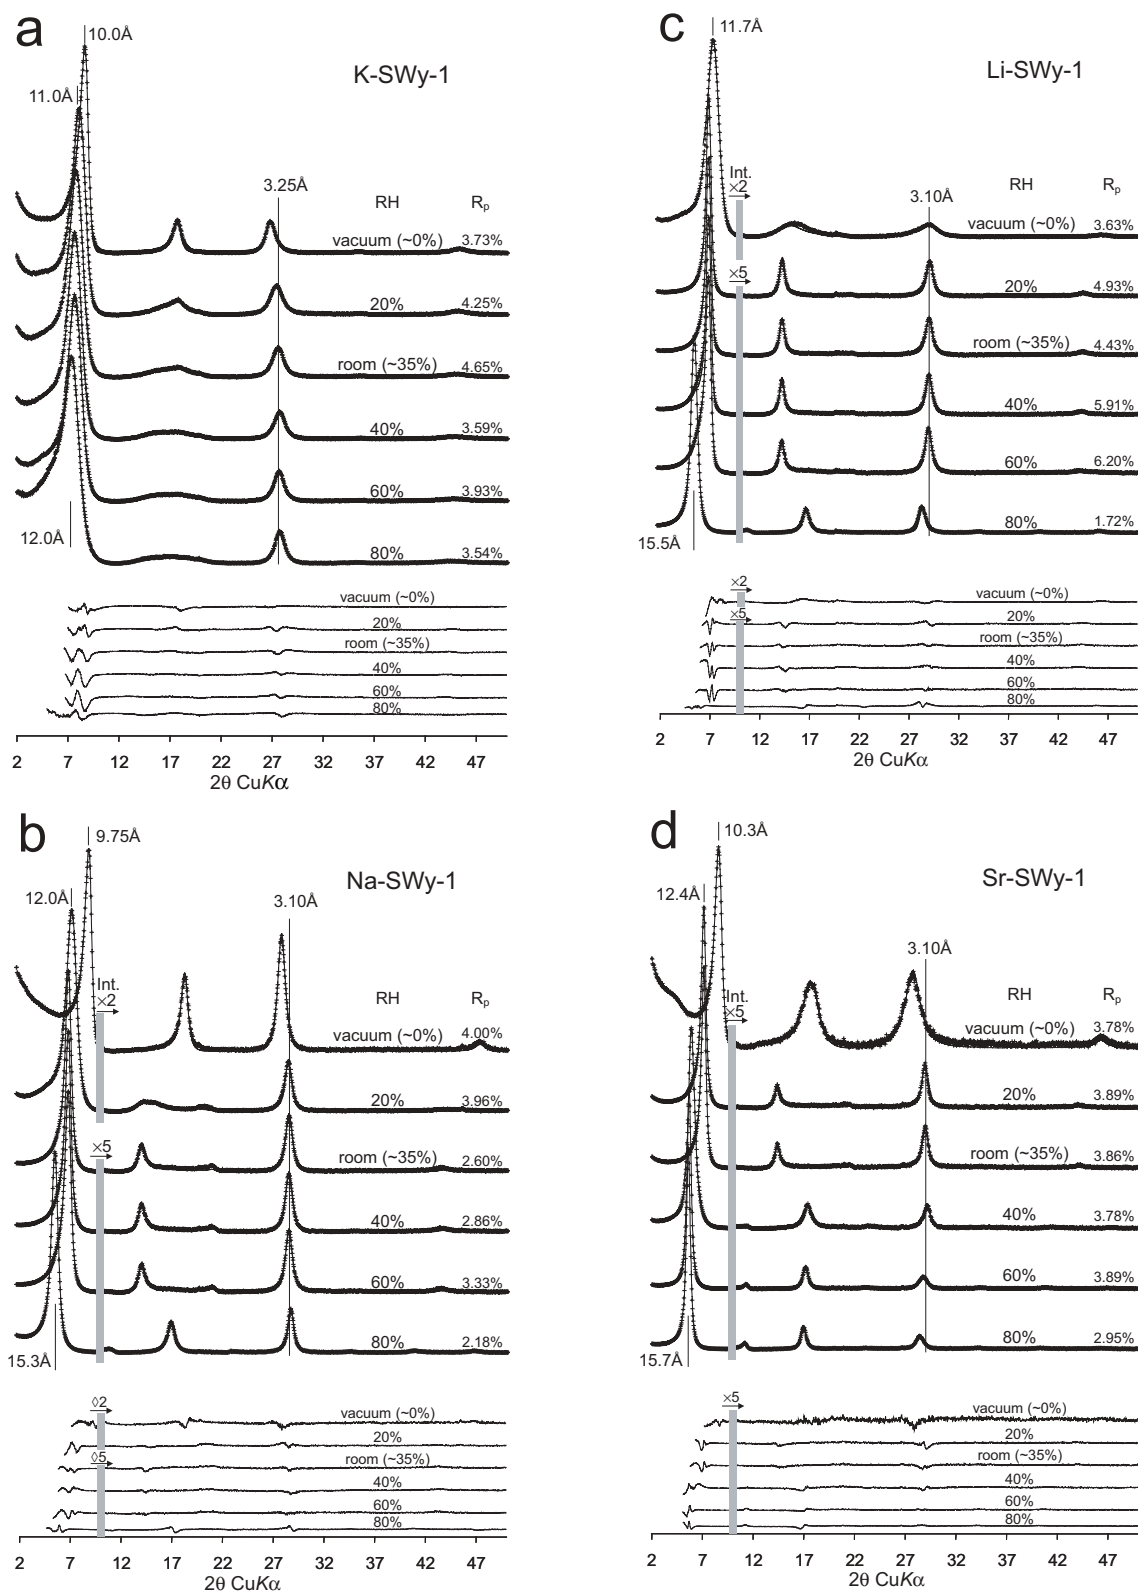 a
10.0Å
K-SWy-1
11.0Å
3.25Å
RH
Rp
vacuum (~0%)
3.73%
20%
4.25%
room (~35%)
4.65%
40%
3.59%
60%
3.93%
12.0Å
80%
3.54%
vacuum (~0%)
20%
room (~35%)
40%
60%
80%
2 7 12 17 22 27 32 37 42 47
2θ CuKα
b
9.75Å
Na-SWy-1
12.0Å
3.10Å
Int.
×2
RH
Rp
vacuum (~0%)
4.00%
20%
3.96%
×5
room (~35%)
2.60%
40%
2.86%
60%
3.33%
15.3Å
80%
2.18%
◊2
vacuum (~0%)
20%
◊5
room (~35%)
40%
60%
80%
2 7 12 17 22 27 32 37 42 47
2θ CuKα
c
11.7Å
Li-SWy-1
Int.
×2
3.10Å
RH
Rp
vacuum (~0%)
3.63%
×5
20%
4.93%
room (~35%)
4.43%
40%
5.91%
60%
6.20%
15.5Å
80%
1.72%
×2
vacuum (~0%)
×5
20%
room (~35%)
40%
60%
80%
2 7 12 17 22 27 32 37 42 47
2θ CuKα
d
10.3Å
Sr-SWy-1
12.4Å
3.10Å
Int.
×5
RH
Rp
vacuum (~0%)
3.78%
20%
3.89%
room (~35%)
3.86%
40%
3.78%
60%
3.89%
15.7Å
80%
2.95%
×5
vacuum (~0%)
20%
room (~35%)
40%
60%
80%
2 7 12 17 22 27 32 37 42 47
2θ CuKα